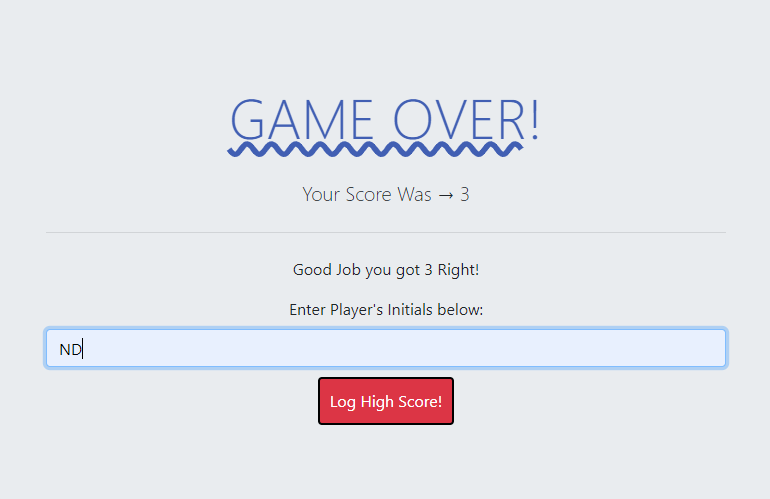 GAME OVER!
Your Score Was → 3
Good Job you got 3 Right!
Enter Player's Initials below:
ND
Log High Score!